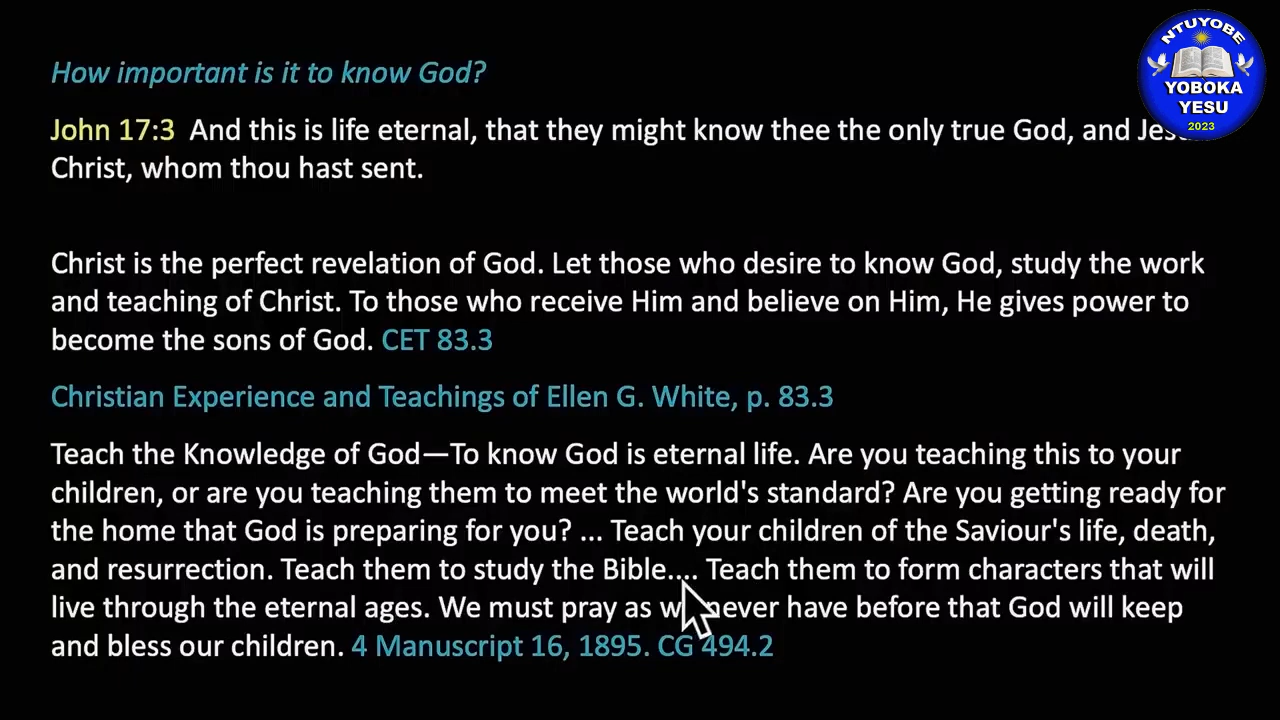 How important is it to know God?
John 17:3 And this is life eternal, that they might know thee the only true God, and
Christ, whom thou hast sent.
Christ is the perfect revelation of God. Let those who desire to know God, study the work
and teaching of Christ. To those who receive Him and believe on Him, He gives power to
become the sons of God. CET 83.3
Christian Experience and Teachings of Ellen G. White, p. 83.3
Teach the Knowledge of God—To know God is eternal life. Are you teaching this to your
children, or are you teaching them to meet the world's standard? Are you getting ready for
the home that God is preparing for you? ... Teach your children of the Saviour's life, death,
and resurrection. Teach them to study the Bible.... Teach them to form characters that will
live through the eternal ages. We must pray as never have before that God will keep
and bless our children. 4 Manuscript 16, 1895. CG 494.2
NTUYOBE
YOBOKA
YESU
2023